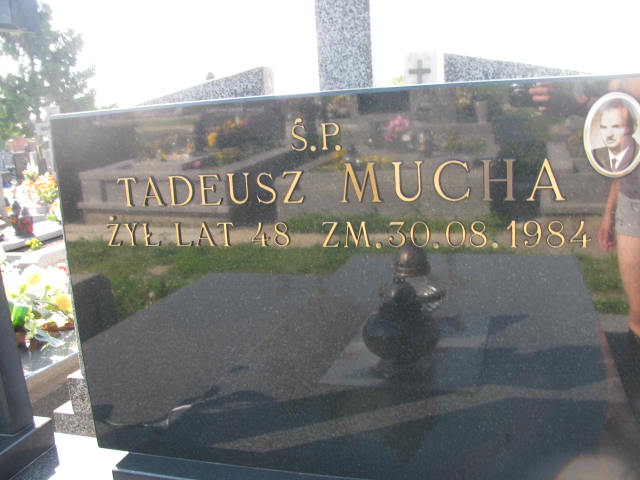 Ś.P.
TADEUSZ MUCHA
ŻYŁ LAT 48 ZM. 30.08.1984